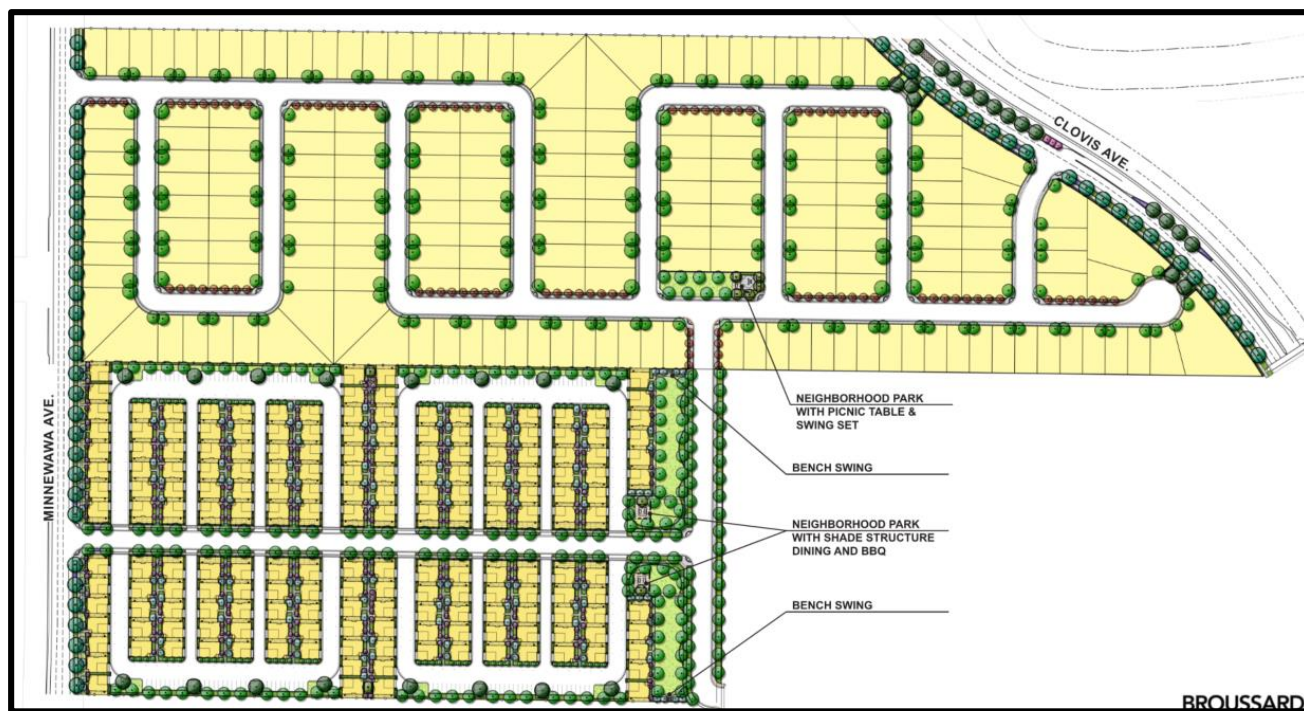 CLOVIS AVE.
MINNEWAWA AVE.
NEIGHBORHOOD PARK
WITH PICNIC TABLE &
SWING SET
BENCH SWING
NEIGHBORHOOD PARK
WITH SHADE STRUCTURE
DINING AND BBQ
BENCH SWING
BROUSSARD